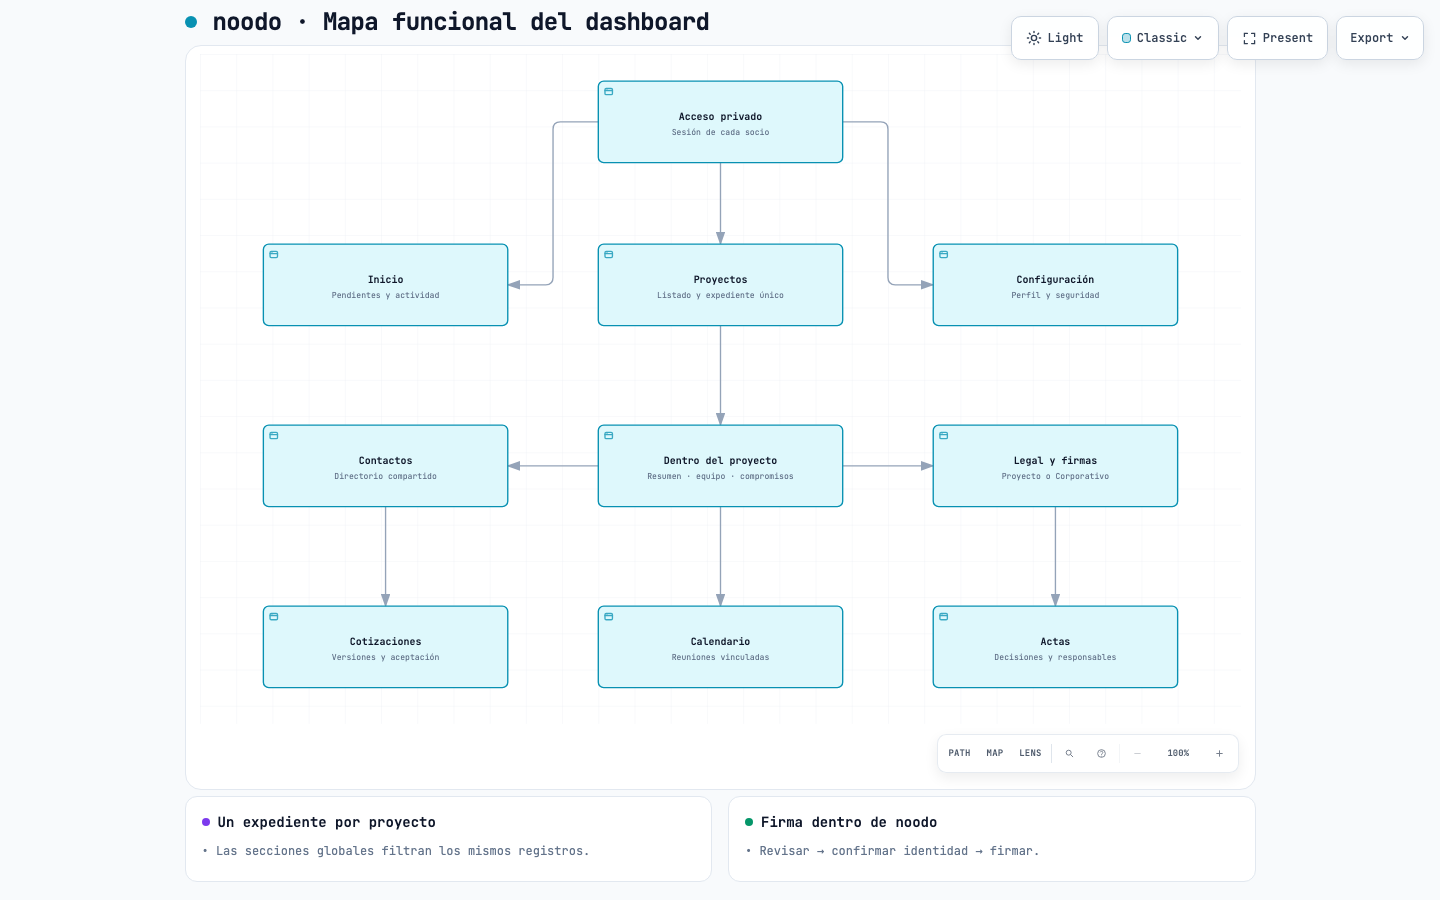 noodo · Mapa funcional del dashboard
Light
Classic
Present
Export
Acceso privado
Sesión de cada socio
Inicio
Pendientes y actividad
Proyectos
Listado y expediente único
Configuración
Perfil y seguridad
Contactos
Directorio compartido
Dentro del proyecto
Resumen · equipo · compromisos
Legal y firmas
Proyecto o Corporativo
Cotizaciones
Versiones y aceptación
Calendario
Reuniones vinculadas
Actas
Decisiones y responsables
PATH MAP LENS − 100% +
Un expediente por proyecto
• Las secciones globales filtran los mismos registros.
Firma dentro de noodo
• Revisar → confirmar identidad → firmar.